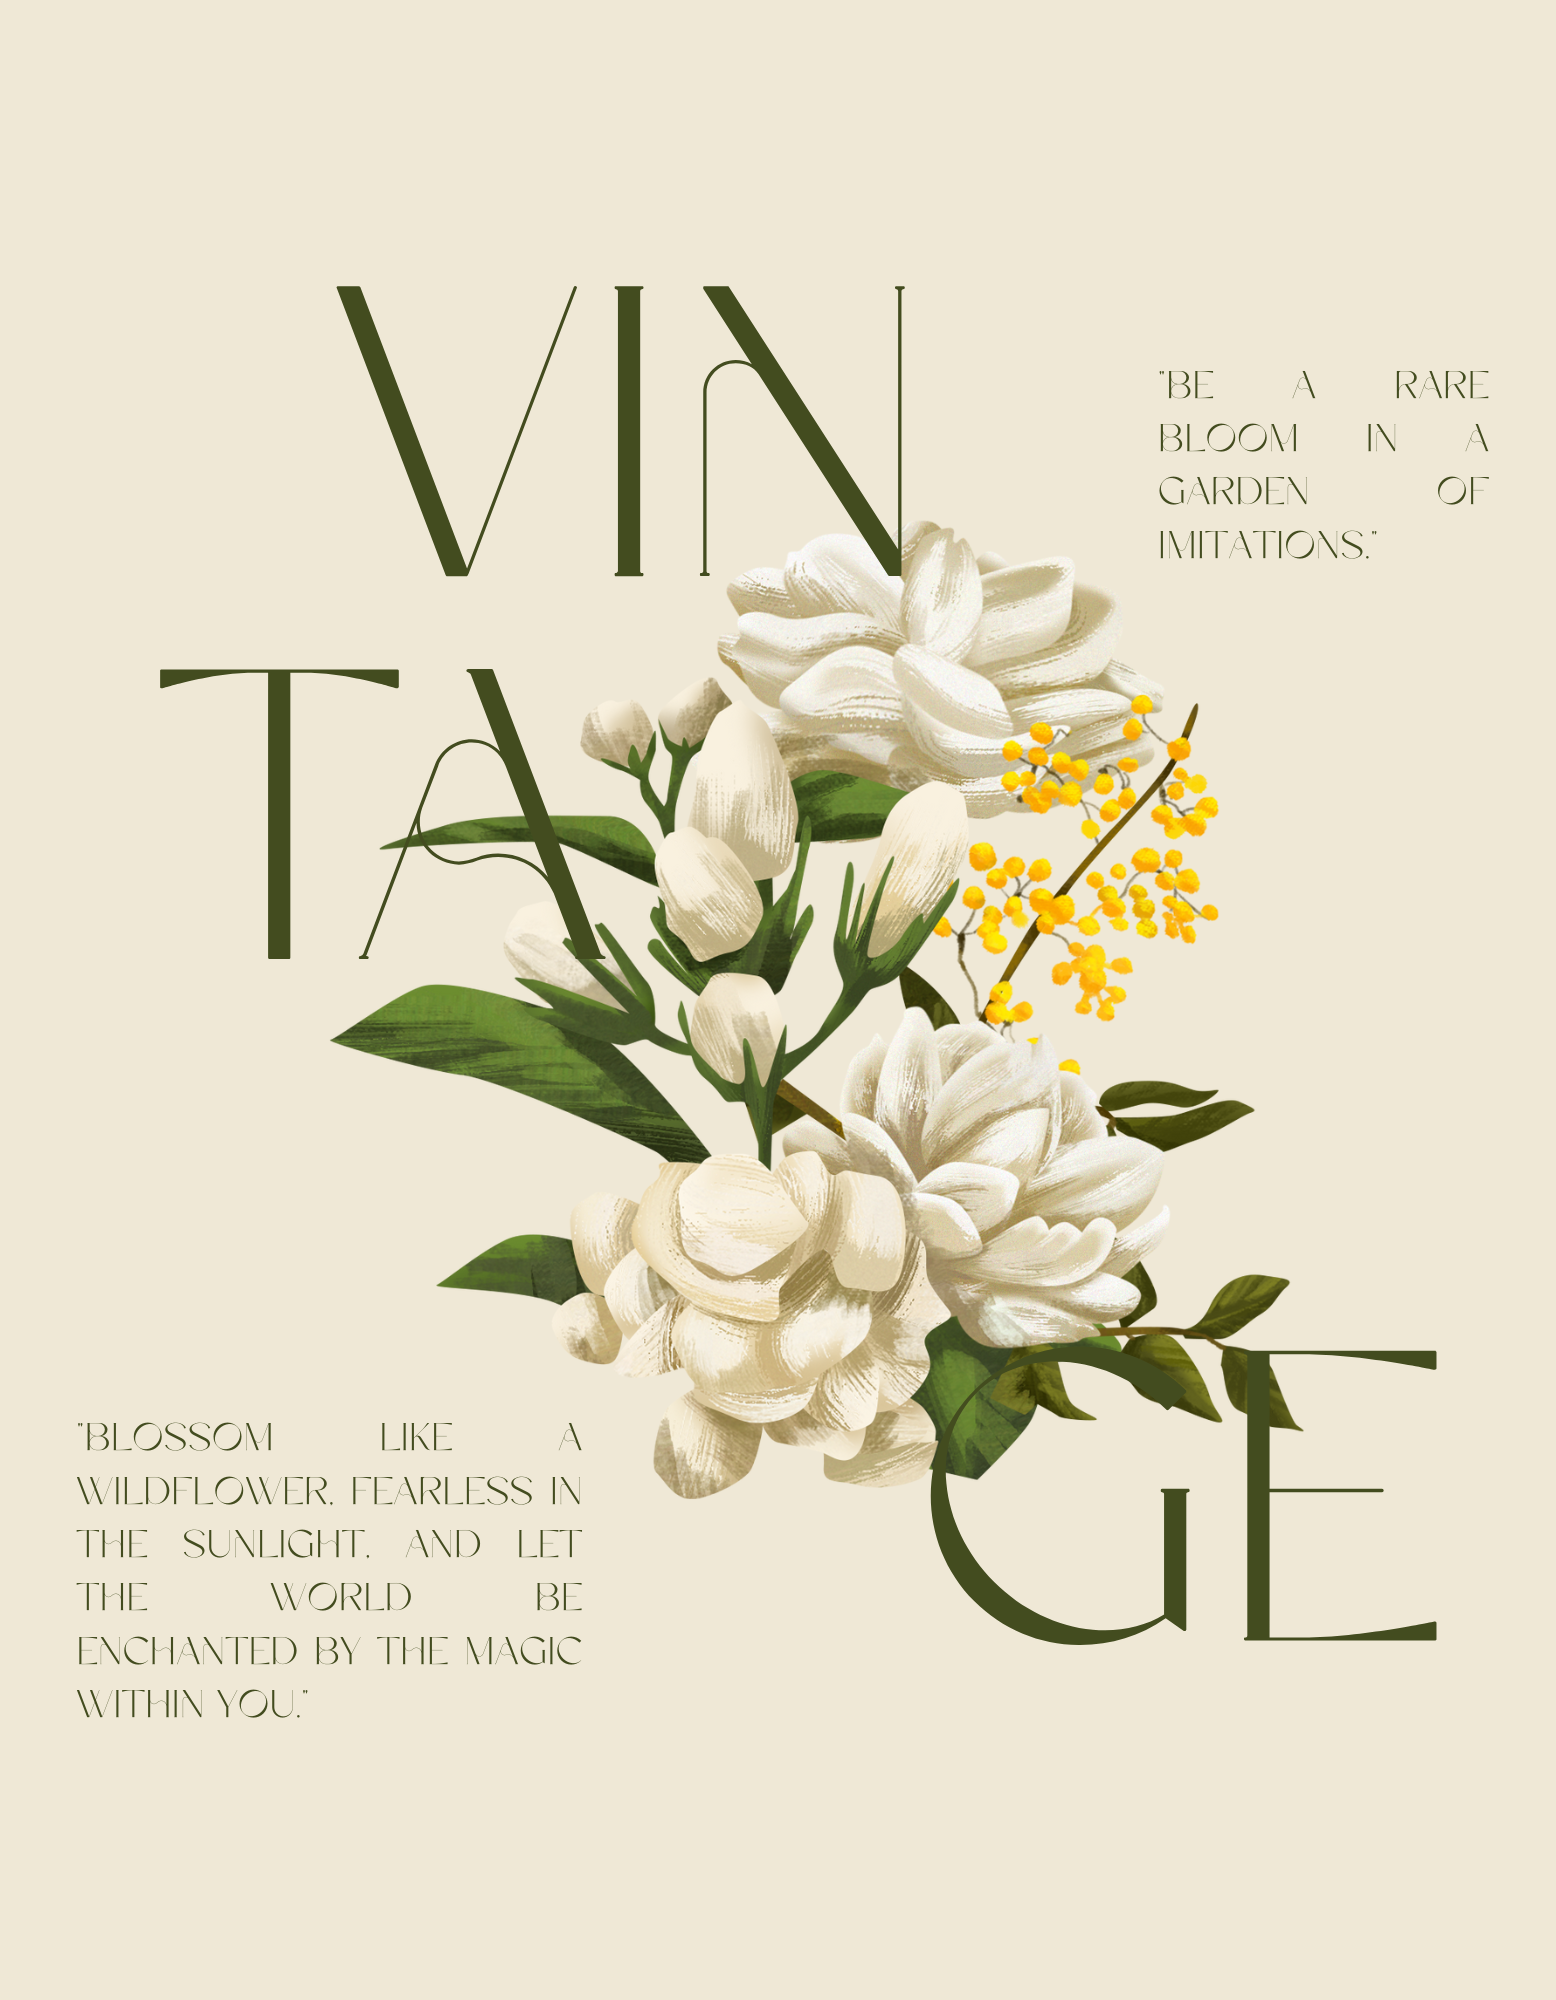 VIN
"BE A RARE
BLOOM IN A
GARDEN OF
IMITATIONS."
TA
GE
"BLOSSOM LIKE A
WILDFLOWER, FEARLESS IN
THE SUNLIGHT, AND LET
THE WORLD BE
ENCHANTED BY THE MAGIC
WITHIN YOU."